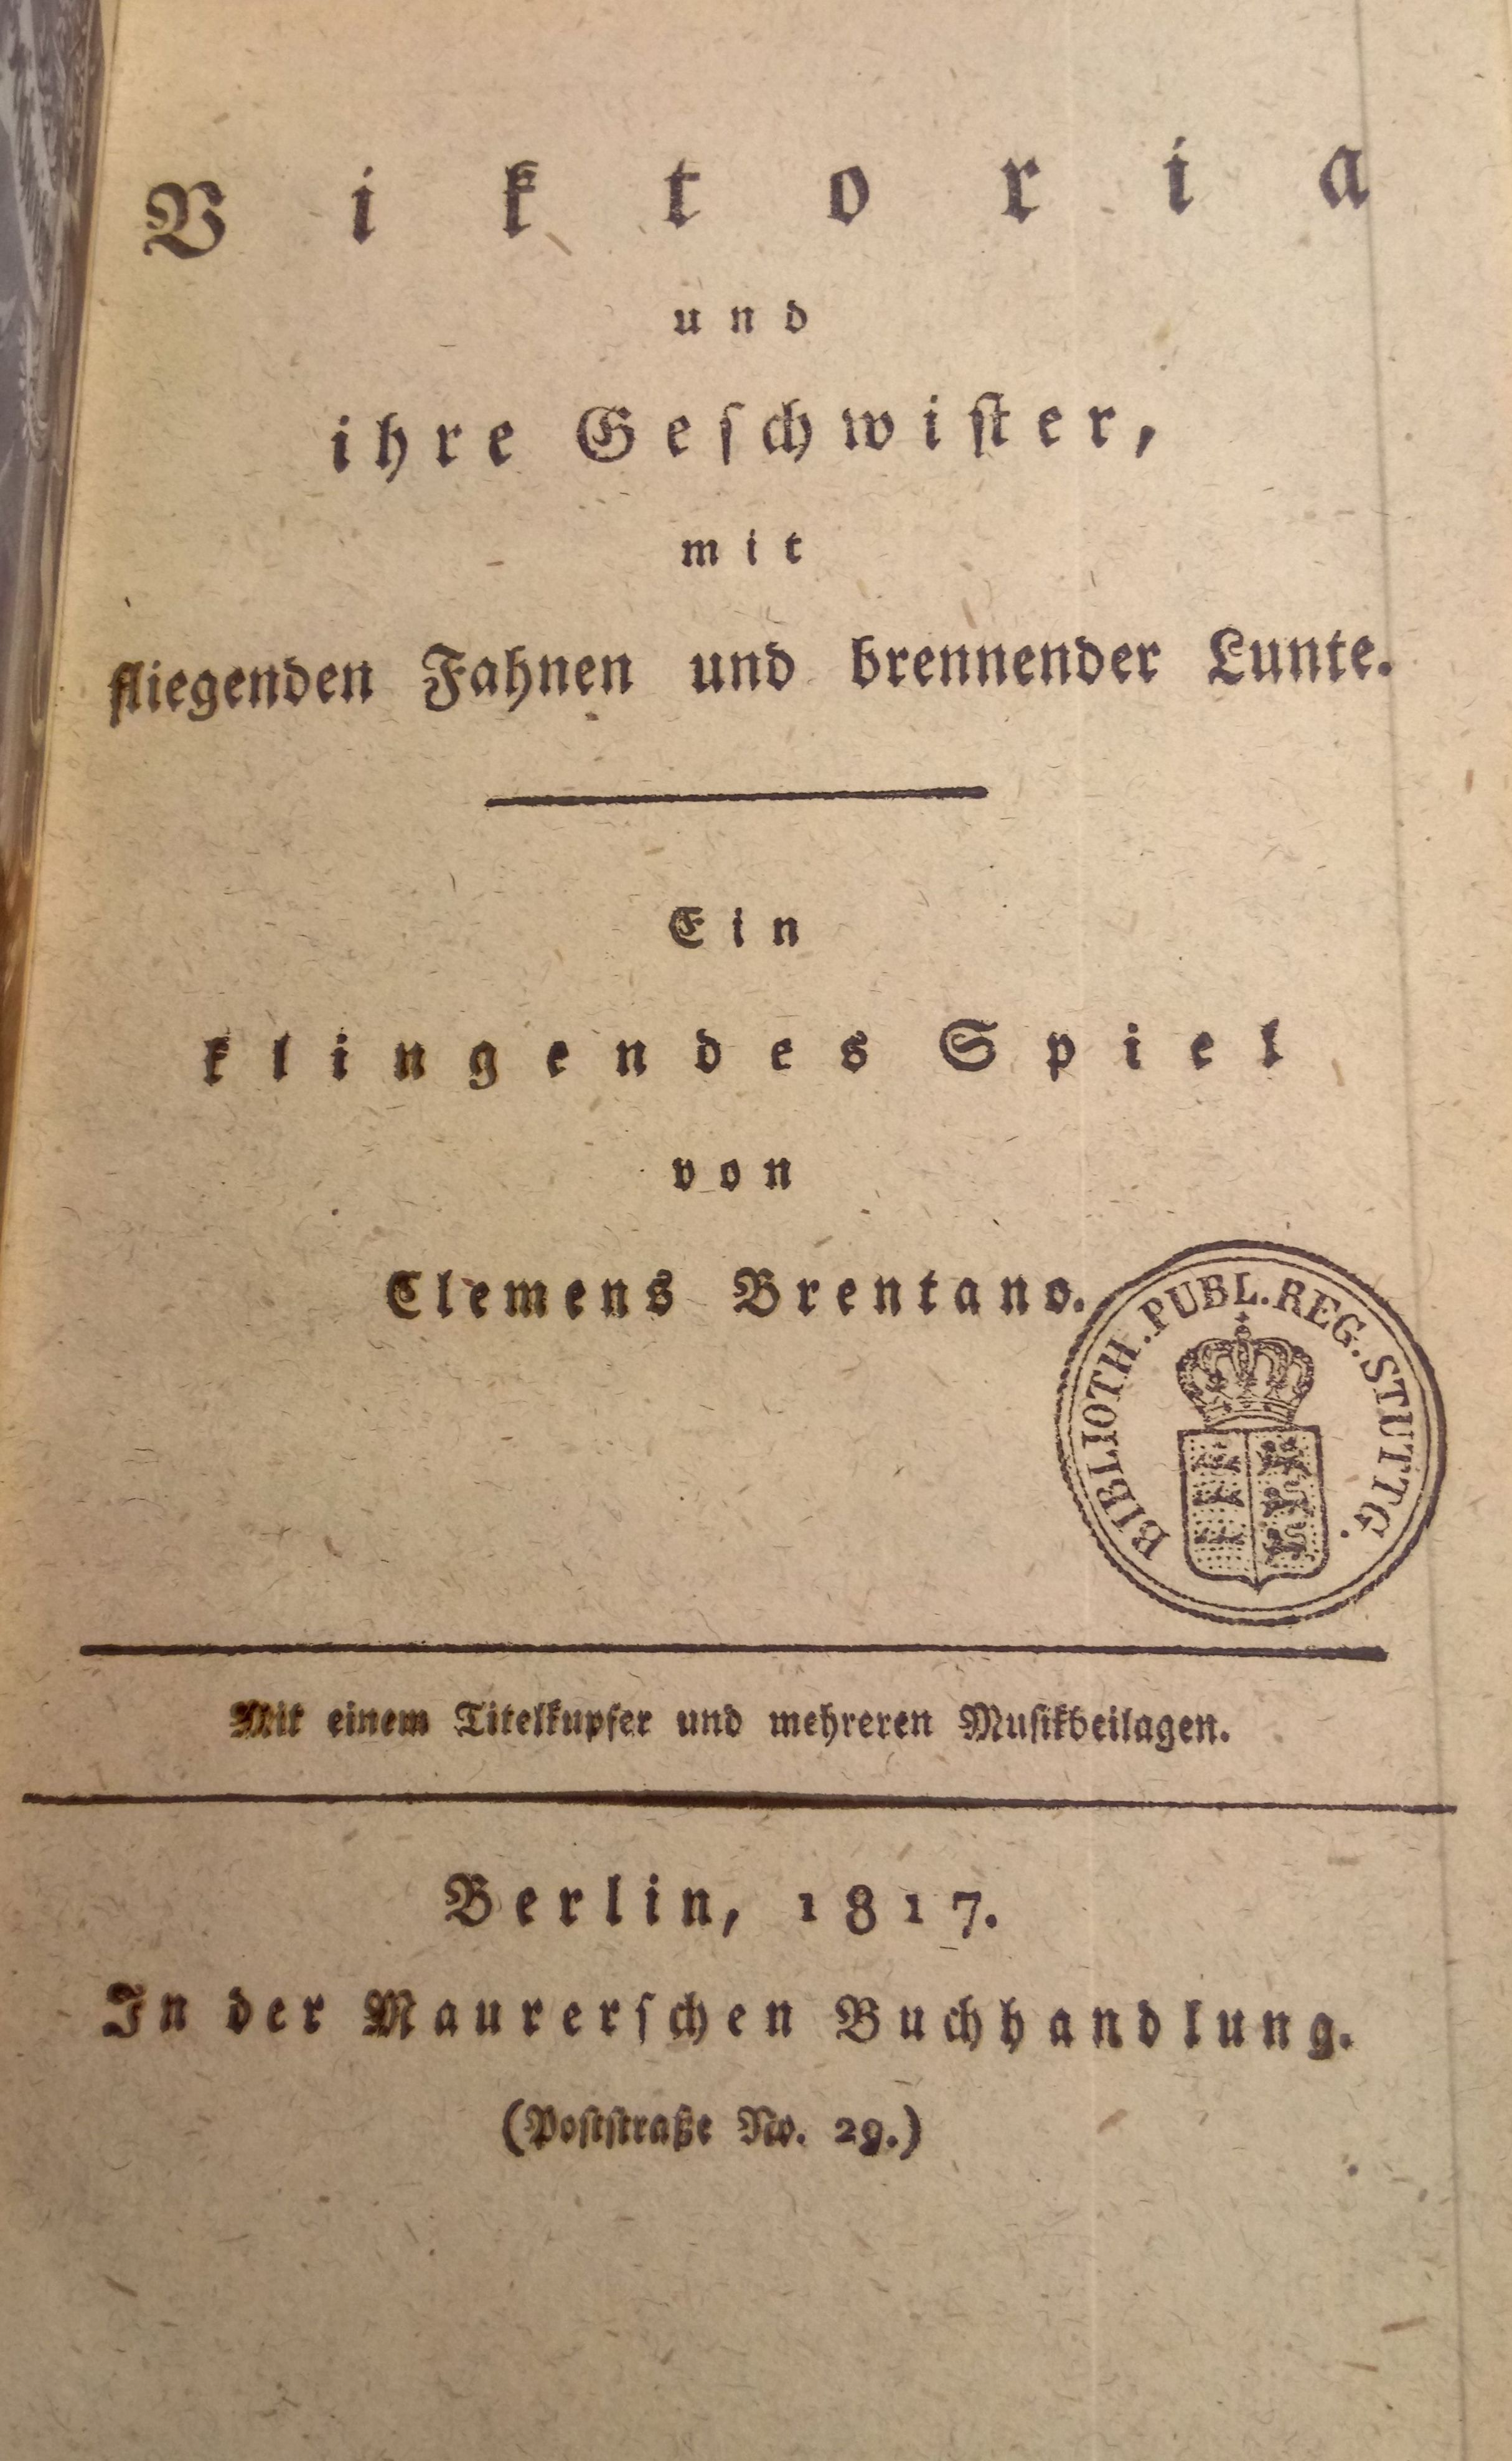 Viktoria
und
ihre Geſchwiſter,
mit
fliegenden Fahnen und brennender Lunte.
Ein
klingendes Spiel
von
Clemens Brentano.
BIBLIOTH. PUBL. REG. STUTTG.
Mit einem Titelkupfer und mehreren Muſikbeilagen.
Berlin, 1817.
In der Maurerſchen Buchhandlung.
(Poſtſtraße No. 29.)